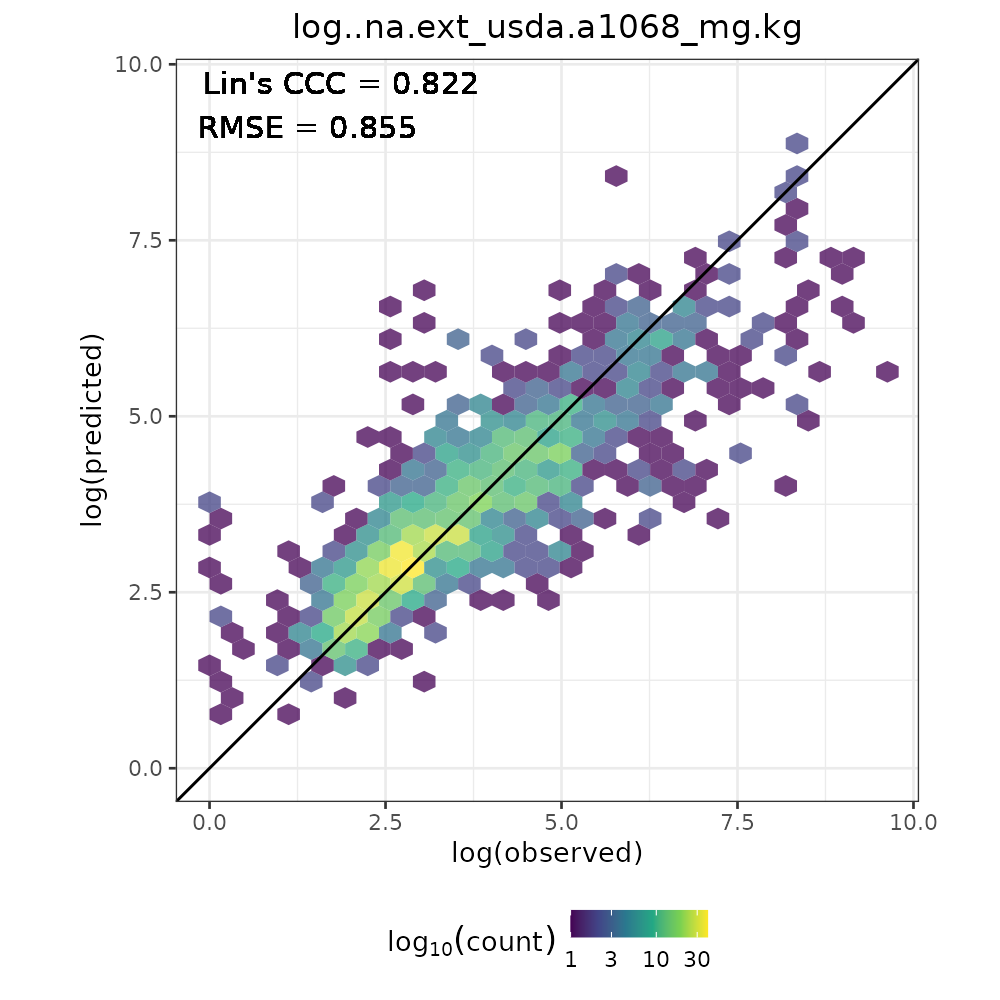 log..na.ext_usda.a1068_mg.kg
Lin's CCC = 0.822
RMSE = 0.855
10.0
7.5
5.0
2.5
0.0
log(predicted)
0.0 2.5 5.0 7.5 10.0
log(observed)
log₁₀(count)
1 3 10 30